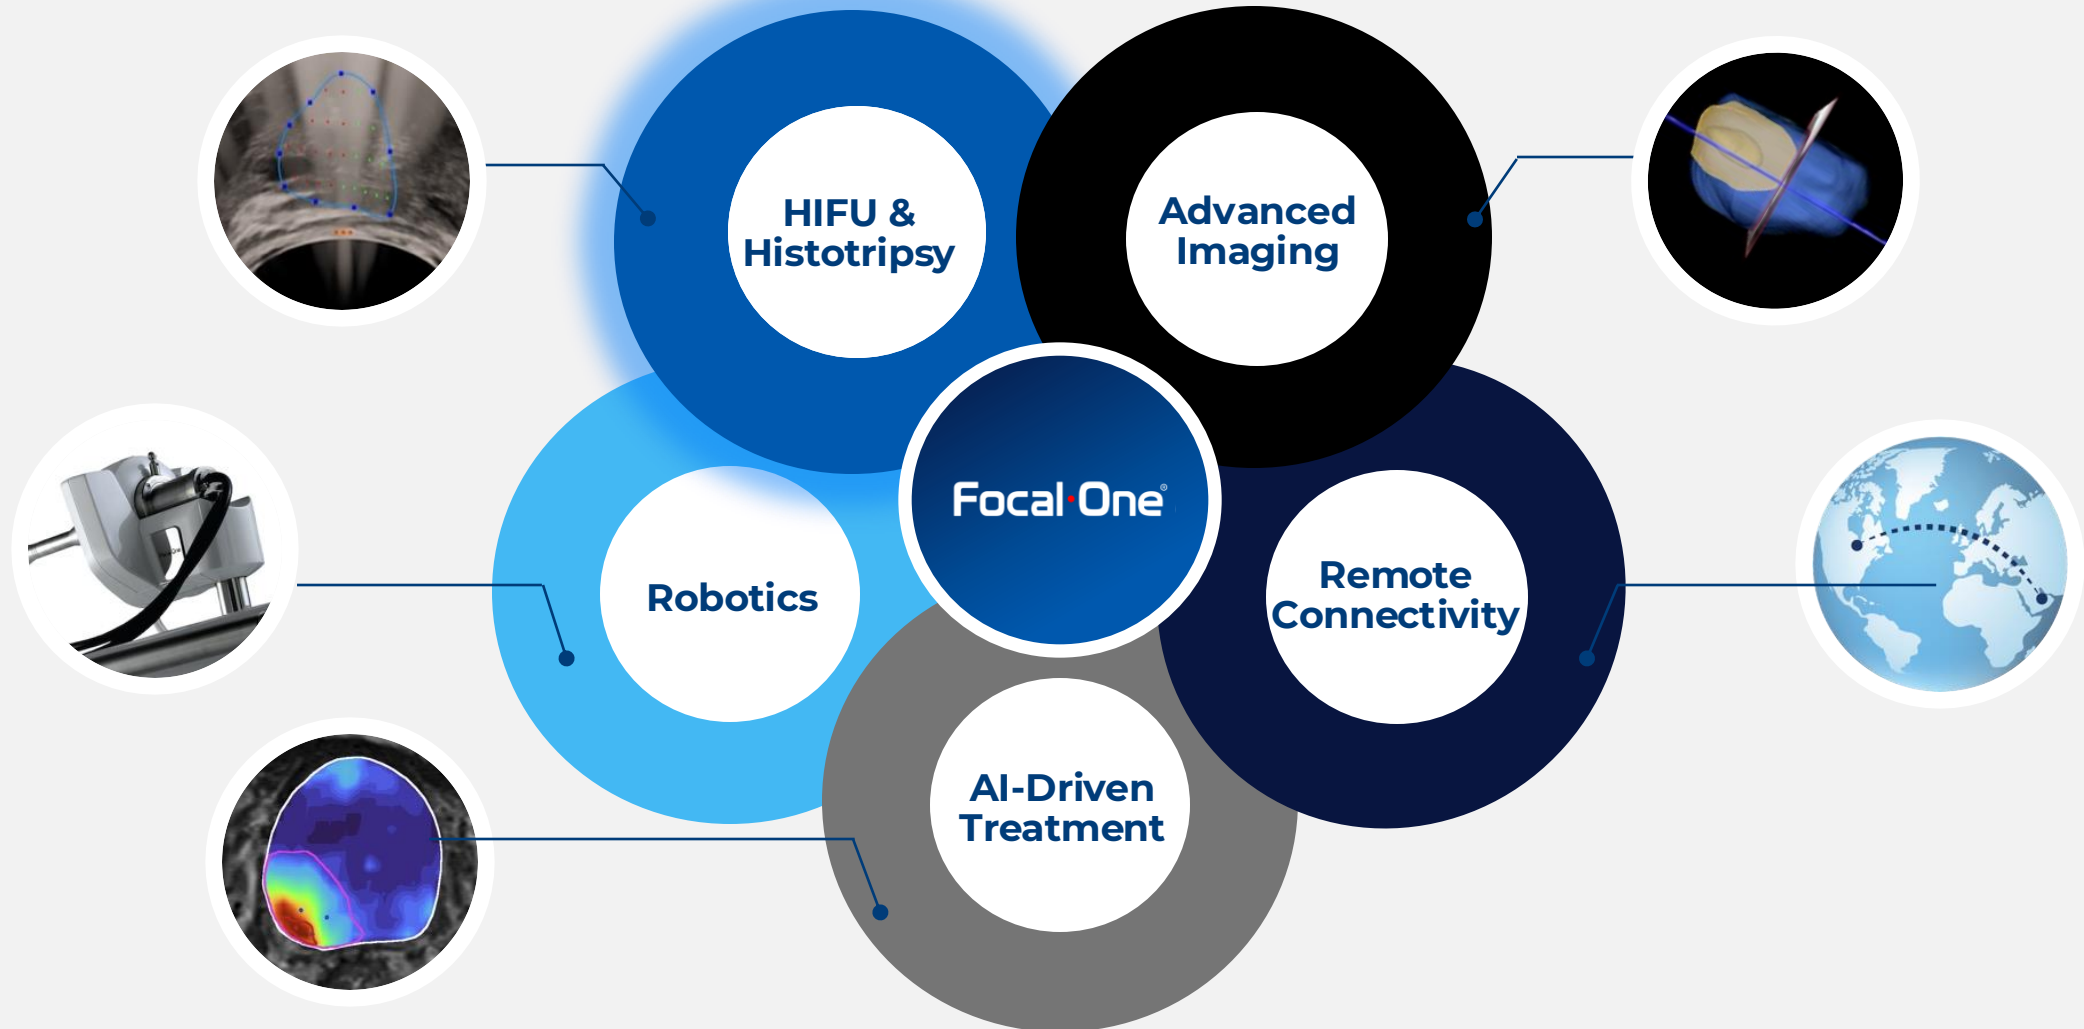 HIFU &
Histotripsy
Advanced
Imaging
Focal·One®
Robotics
Remote
Connectivity
AI-Driven
Treatment